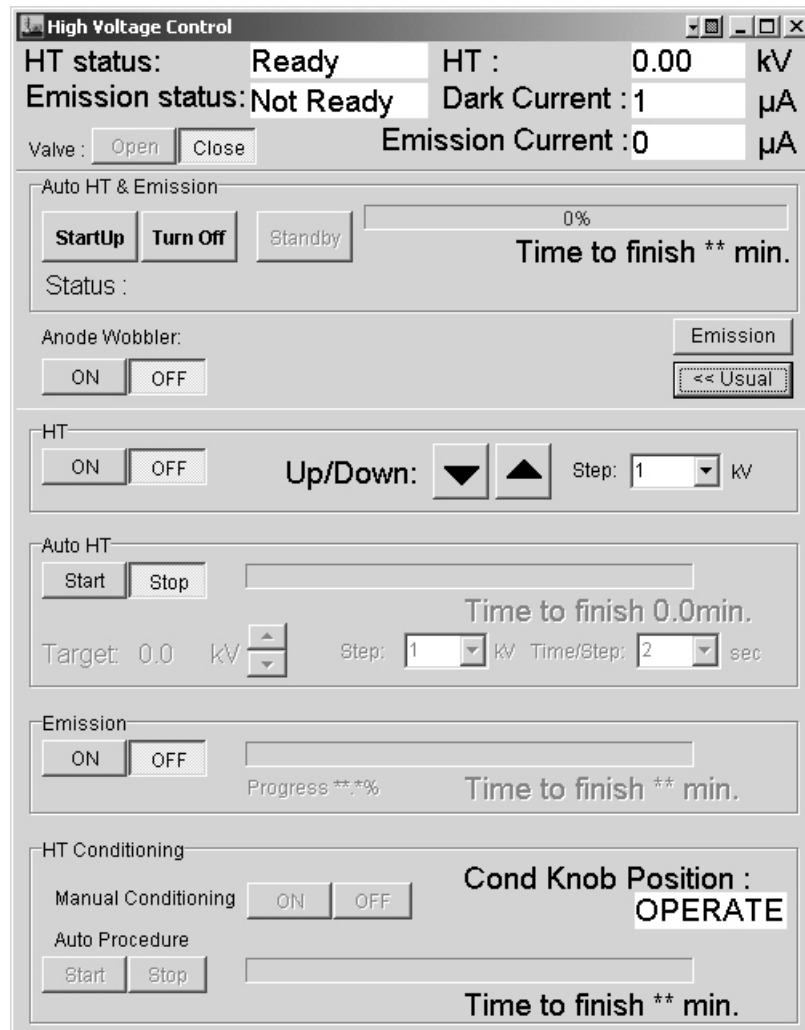 High Voltage Control
HT status: Ready HT : 0.00 kV
Emission status: Not Ready Dark Current : 1 µA
Valve : Open Close Emission Current : 0 µA
Auto HT & Emission
StartUp Turn Off Standby 0%
Time to finish ** min.
Status :
Anode Wobbler: Emission
ON OFF << Usual
HT
ON OFF Up/Down: Step: 1 kV
Auto HT
Start Stop
Time to finish 0.0min.
Target: 0.0 kV Step: 1 kV Time/Step: 2 sec
Emission
ON OFF
Progress **.*% Time to finish ** min.
HT Conditioning
Cond Knob Position :
Manual Conditioning ON OFF OPERATE
Auto Procedure
Start Stop
Time to finish ** min.